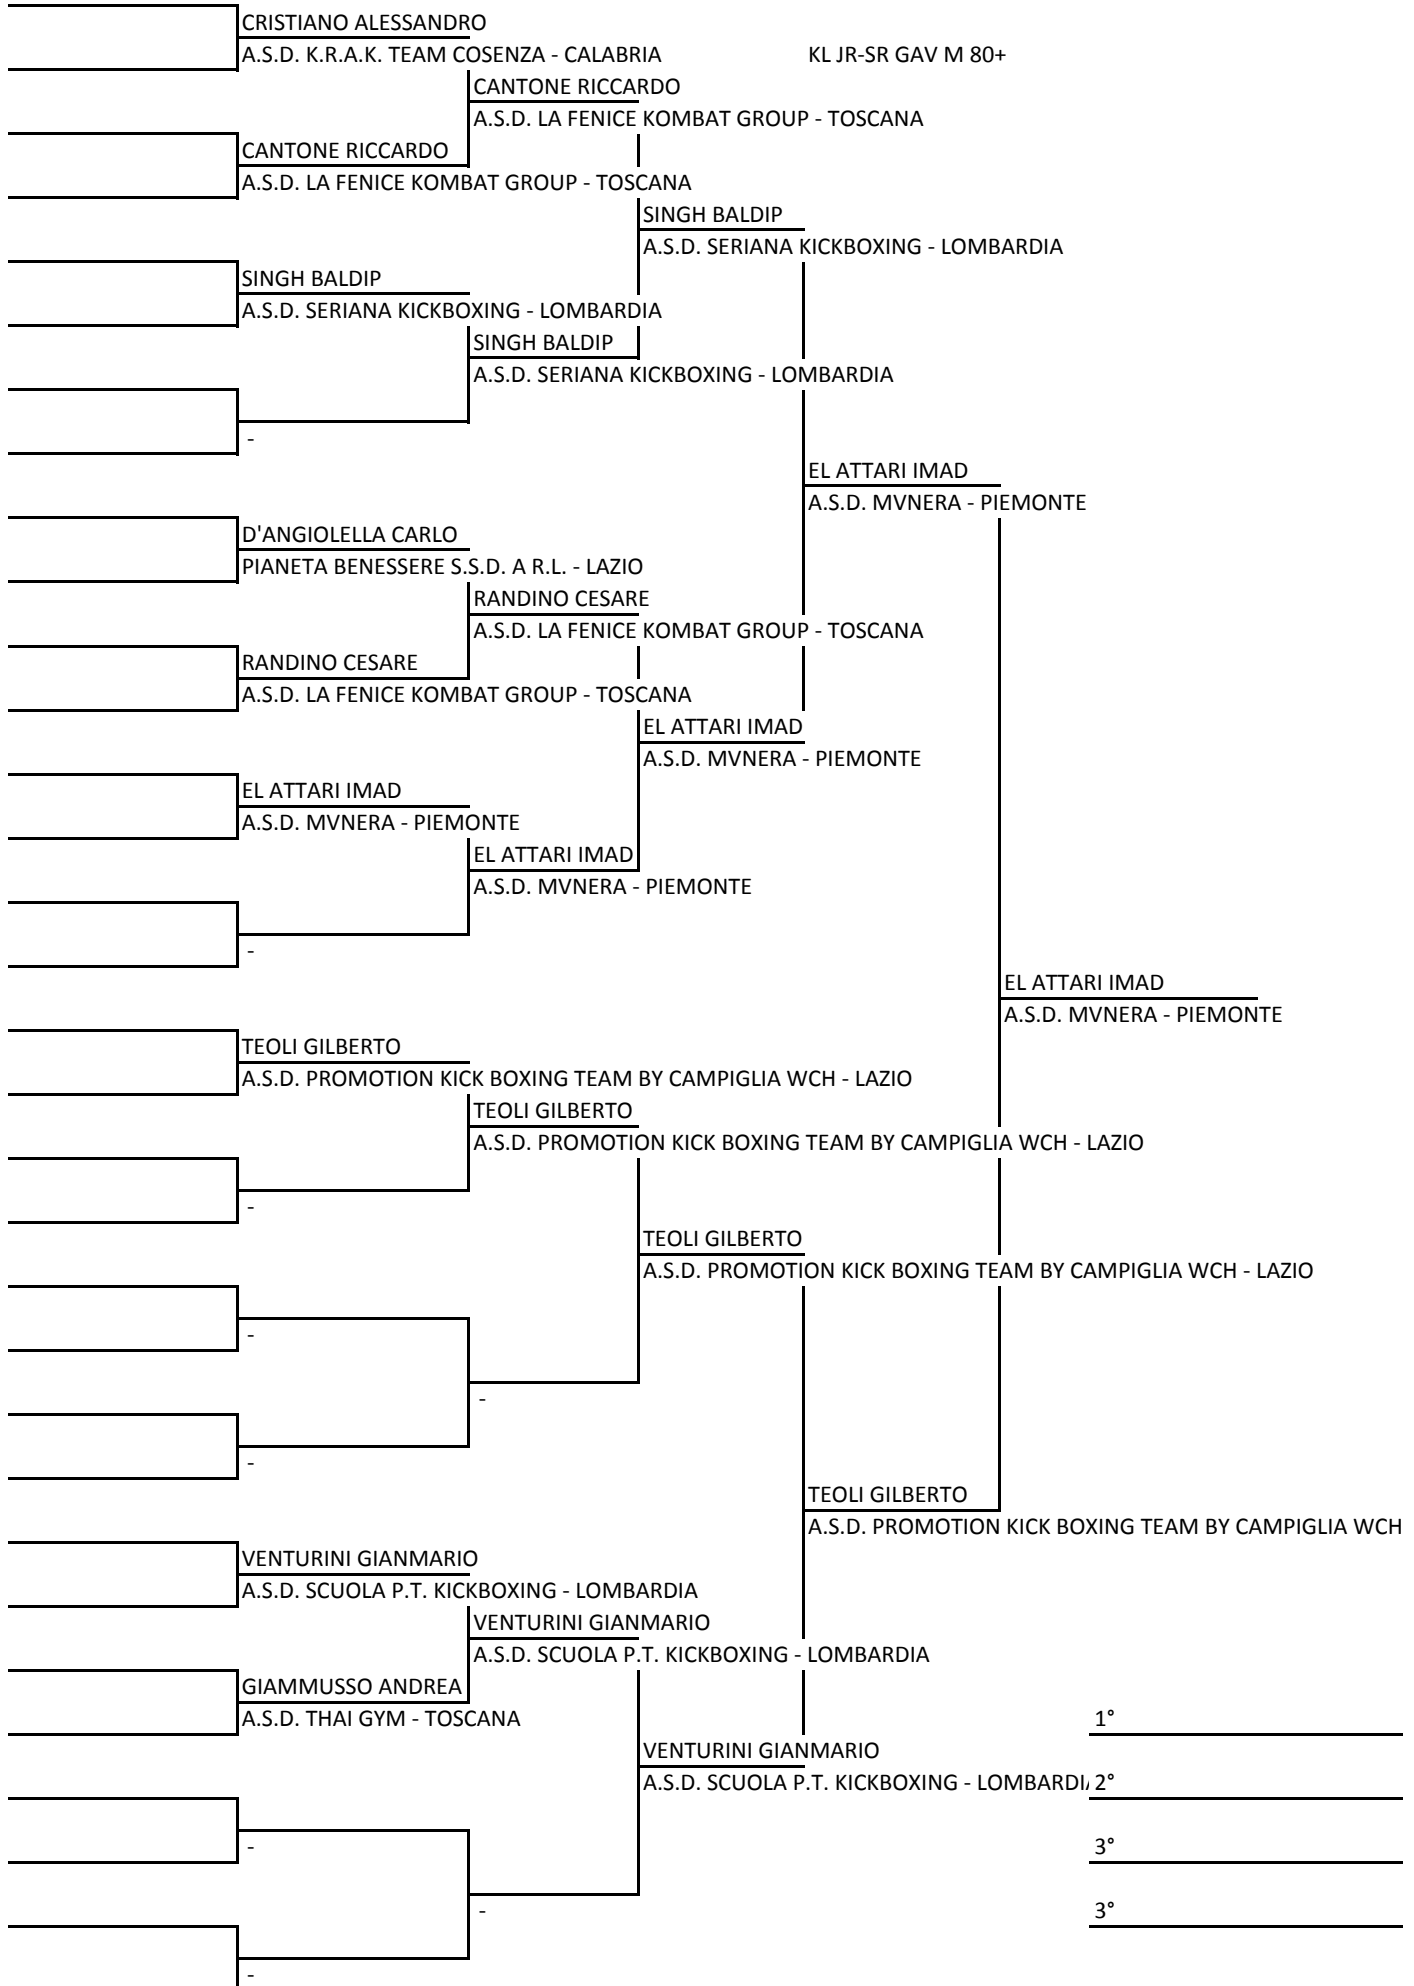 CRISTIANO ALESSANDRO
A.S.D. K.R.A.K. TEAM COSENZA - CALABRIA
KL JR-SR GAV M 80+
CANTONE RICCARDO
A.S.D. LA FENICE KOMBAT GROUP - TOSCANA
CANTONE RICCARDO
A.S.D. LA FENICE KOMBAT GROUP - TOSCANA
SINGH BALDIP
A.S.D. SERIANA KICKBOXING - LOMBARDIA
SINGH BALDIP
A.S.D. SERIANA KICKBOXING - LOMBARDIA
SINGH BALDIP
A.S.D. SERIANA KICKBOXING - LOMBARDIA
-
EL ATTARI IMAD
A.S.D. MVNERA - PIEMONTE
D'ANGIOLELLA CARLO
PIANETA BENESSERE S.S.D. A R.L. - LAZIO
RANDINO CESARE
A.S.D. LA FENICE KOMBAT GROUP - TOSCANA
RANDINO CESARE
A.S.D. LA FENICE KOMBAT GROUP - TOSCANA
EL ATTARI IMAD
A.S.D. MVNERA - PIEMONTE
EL ATTARI IMAD
A.S.D. MVNERA - PIEMONTE
EL ATTARI IMAD
A.S.D. MVNERA - PIEMONTE
-
EL ATTARI IMAD
A.S.D. MVNERA - PIEMONTE
TEOLI GILBERTO
A.S.D. PROMOTION KICK BOXING TEAM BY CAMPIGLIA WCH - LAZIO
TEOLI GILBERTO
A.S.D. PROMOTION KICK BOXING TEAM BY CAMPIGLIA WCH - LAZIO
-
TEOLI GILBERTO
A.S.D. PROMOTION KICK BOXING TEAM BY CAMPIGLIA WCH - LAZIO
-
-
-
TEOLI GILBERTO
A.S.D. PROMOTION KICK BOXING TEAM BY CAMPIGLIA WCH
VENTURINI GIANMARIO
A.S.D. SCUOLA P.T. KICKBOXING - LOMBARDIA
VENTURINI GIANMARIO
A.S.D. SCUOLA P.T. KICKBOXING - LOMBARDIA
GIAMMUSSO ANDREA
A.S.D. THAI GYM - TOSCANA
1°
VENTURINI GIANMARIO
A.S.D. SCUOLA P.T. KICKBOXING - LOMBARDI
2°
-
3°
-
3°
-